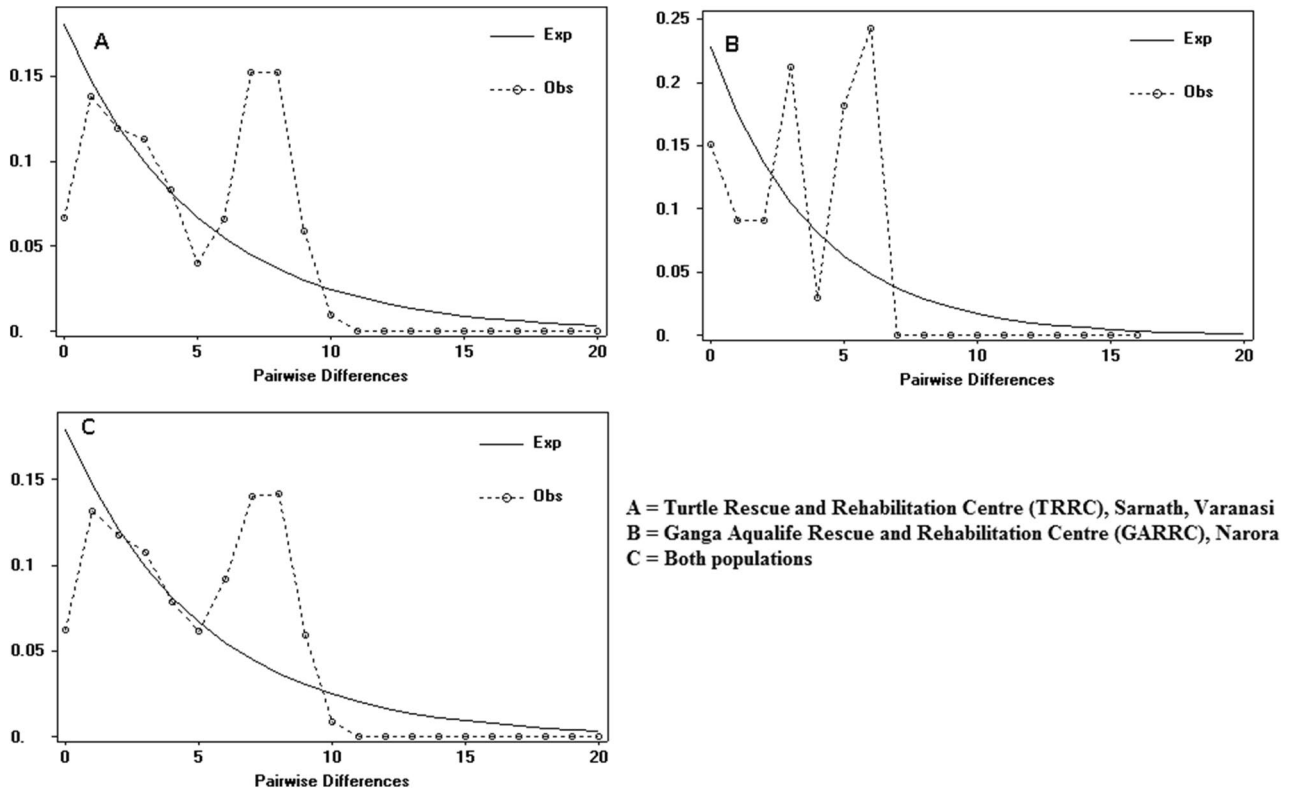 A
Exp
Obs
0.15
0.1
0.05
0.
0 5 10 15 20
Pairwise Differences
B
Exp
Obs
0.25
0.2
0.15
0.1
0.05
0.
0 5 10 15 20
Pairwise Differences
C
Exp
Obs
0.15
0.1
0.05
0.
0 5 10 15 20
Pairwise Differences
A = Turtle Rescue and Rehabilitation Centre (TRRC), Sarnath, Varanasi
B = Ganga Aqualife Rescue and Rehabilitation Centre (GARRC), Narora
C = Both populations